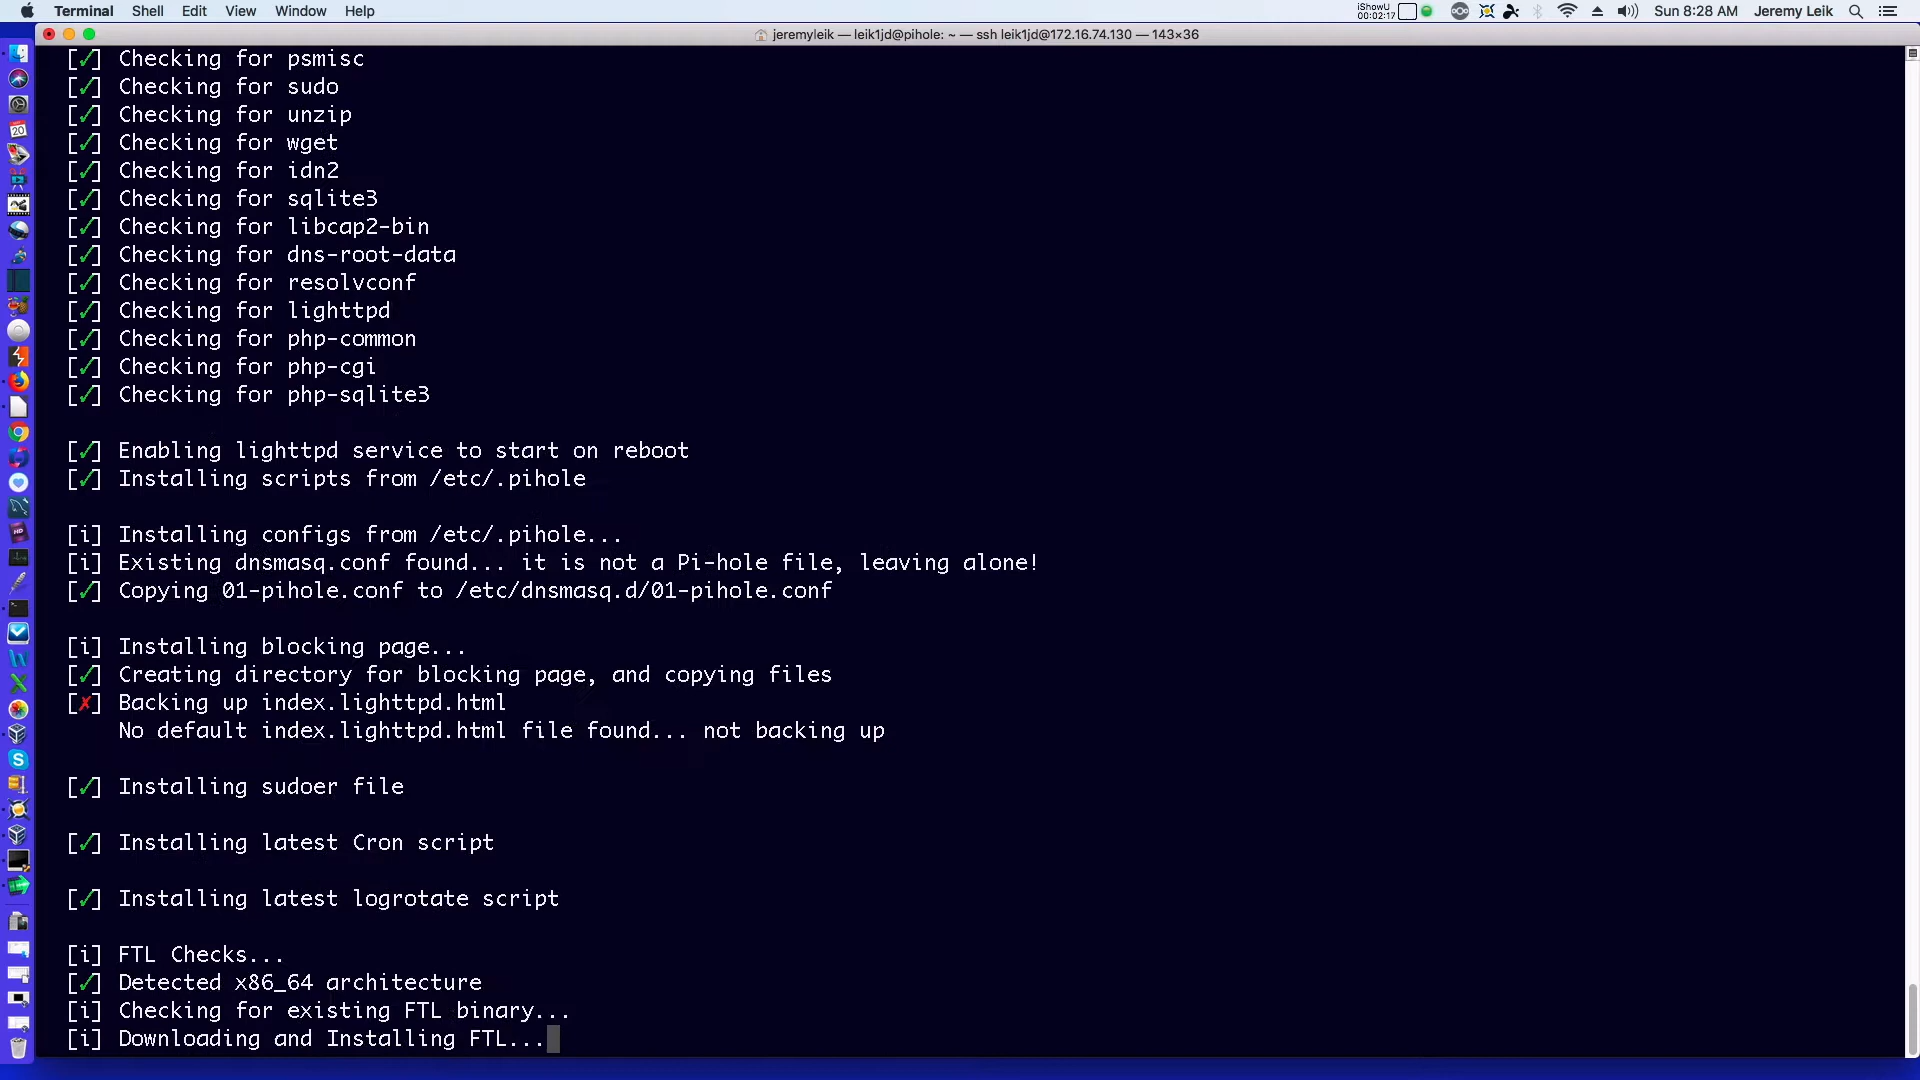 Terminal Shell Edit View Window Help
iShowU
00:02:17
Sun 8:28 AM Jeremy Leik
jeremyleik — leik1jd@pihole: ~ — ssh leik1jd@172.16.74.130 — 143×36
[✓] Checking for psmisc
[✓] Checking for sudo
[✓] Checking for unzip
[✓] Checking for wget
[✓] Checking for idn2
[✓] Checking for sqlite3
[✓] Checking for libcap2-bin
[✓] Checking for dns-root-data
[✓] Checking for resolvconf
[✓] Checking for lighttpd
[✓] Checking for php-common
[✓] Checking for php-cgi
[✓] Checking for php-sqlite3
[✓] Enabling lighttpd service to start on reboot
[✓] Installing scripts from /etc/.pihole
[i] Installing configs from /etc/.pihole...
[i] Existing dnsmasq.conf found... it is not a Pi-hole file, leaving alone!
[✓] Copying 01-pihole.conf to /etc/dnsmasq.d/01-pihole.conf
[i] Installing blocking page...
[✓] Creating directory for blocking page, and copying files
[✗] Backing up index.lighttpd.html
No default index.lighttpd.html file found... not backing up
[✓] Installing sudoer file
[✓] Installing latest Cron script
[✓] Installing latest logrotate script
[i] FTL Checks...
[✓] Detected x86_64 architecture
[i] Checking for existing FTL binary...
[i] Downloading and Installing FTL...
20
HD